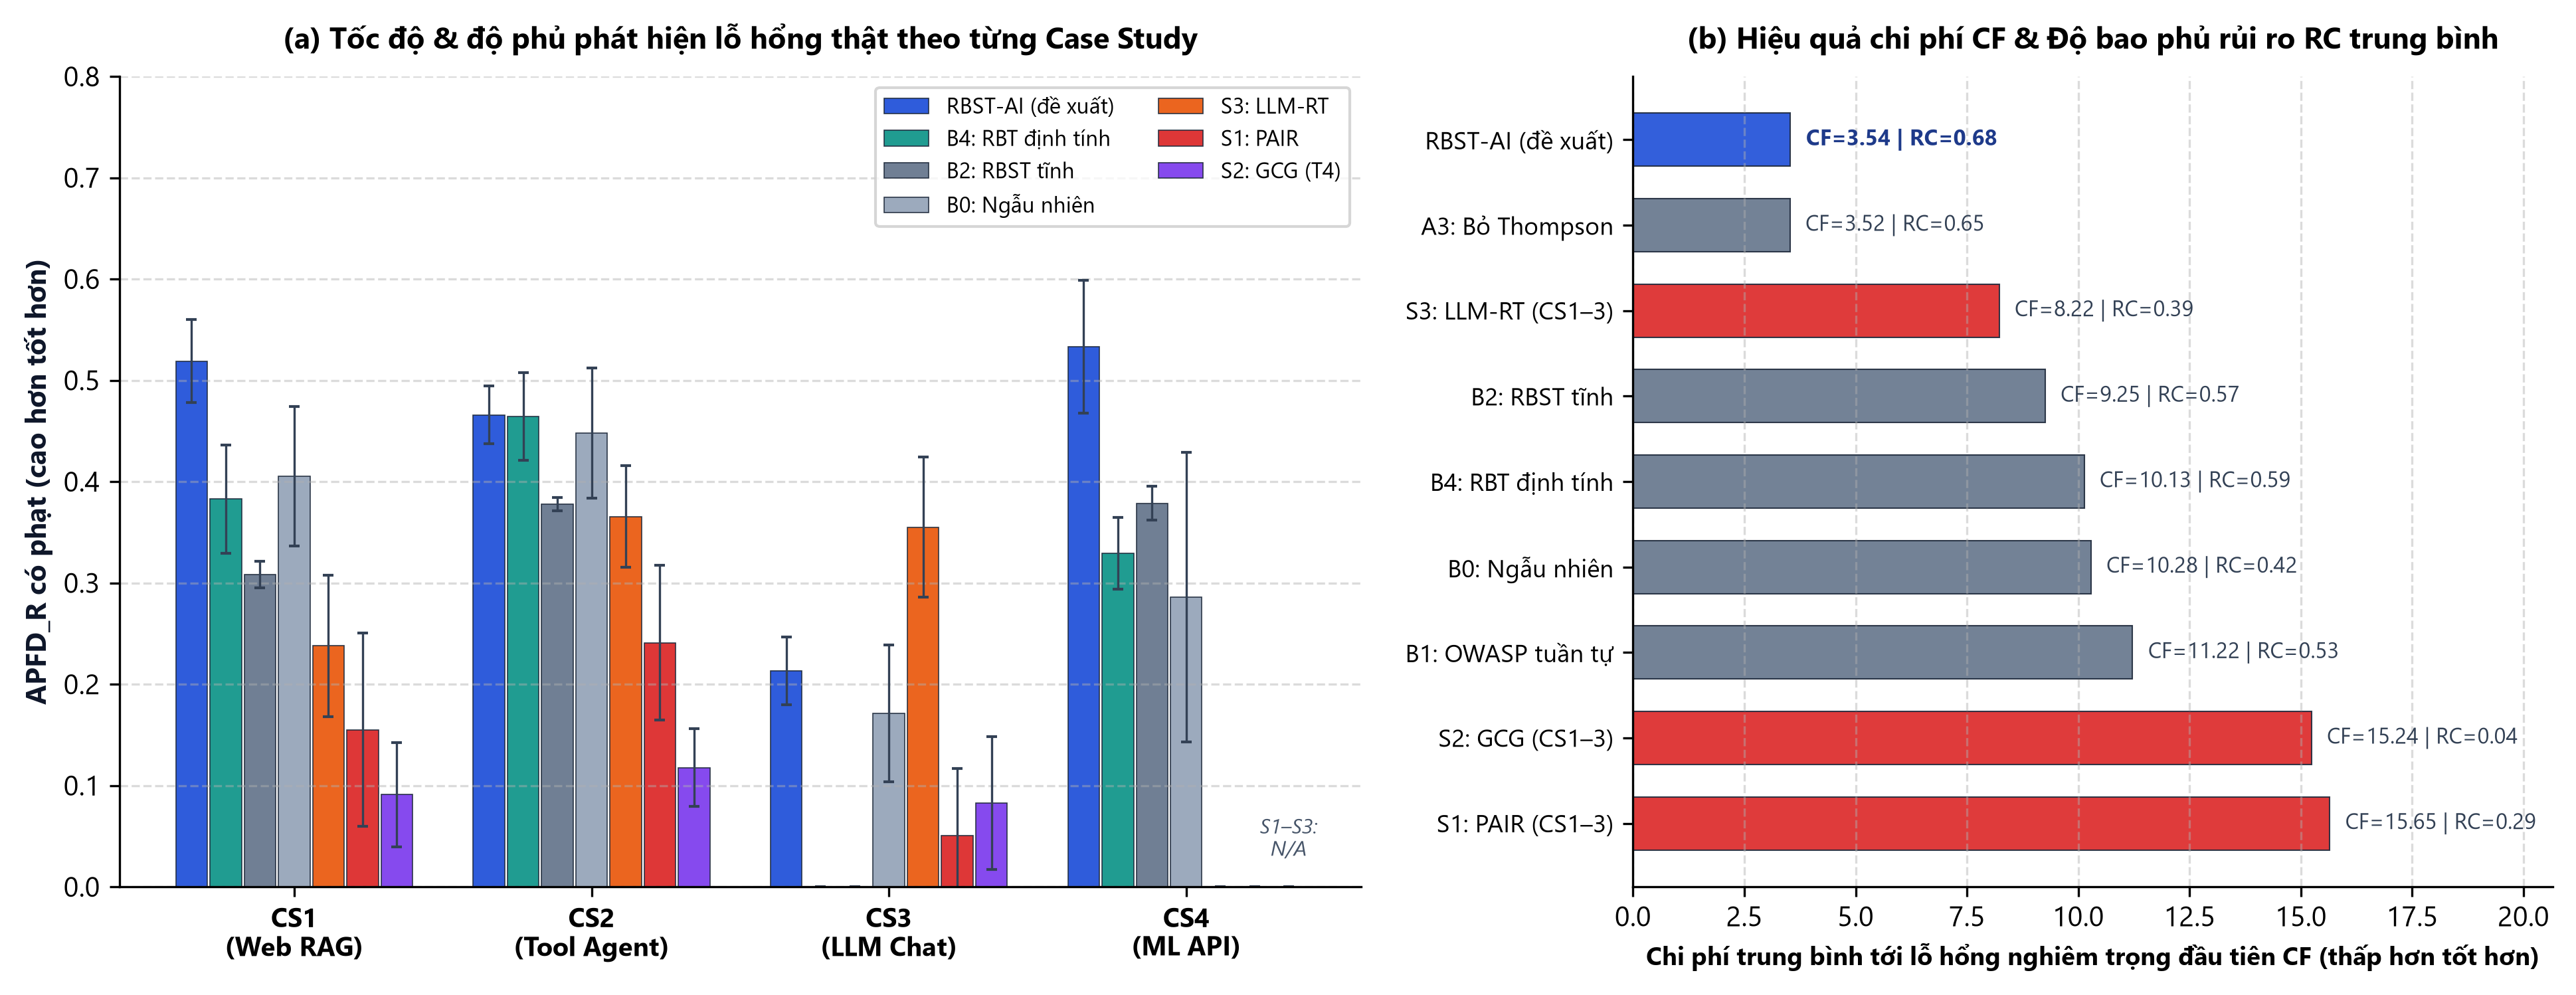 (a) Tốc độ & độ phủ phát hiện lỗ hổng thật theo từng Case Study
APFD_R có phạt (cao hơn tốt hơn)
0.8
0.7
0.6
0.5
0.4
0.3
0.2
0.1
0.0
RBST-AI (đề xuất)
B4: RBT định tính
B2: RBST tĩnh
B0: Ngẫu nhiên
S3: LLM-RT
S1: PAIR
S2: GCG (T4)
S1–S3:
N/A
CS1
(Web RAG)
CS2
(Tool Agent)
CS3
(LLM Chat)
CS4
(ML API)
(b) Hiệu quả chi phí CF & Độ bao phủ rủi ro RC trung bình
RBST-AI (đề xuất)
CF=3.54 | RC=0.68
A3: Bỏ Thompson
CF=3.52 | RC=0.65
S3: LLM-RT (CS1–3)
CF=8.22 | RC=0.39
B2: RBST tĩnh
CF=9.25 | RC=0.57
B4: RBT định tính
CF=10.13 | RC=0.59
B0: Ngẫu nhiên
CF=10.28 | RC=0.42
B1: OWASP tuần tự
CF=11.22 | RC=0.53
S2: GCG (CS1–3)
CF=15.24 | RC=0.04
S1: PAIR (CS1–3)
CF=15.65 | RC=0.29
0.0 2.5 5.0 7.5 10.0 12.5 15.0 17.5 20.0
Chi phí trung bình tới lỗ hổng nghiêm trọng đầu tiên CF (thấp hơn tốt hơn)